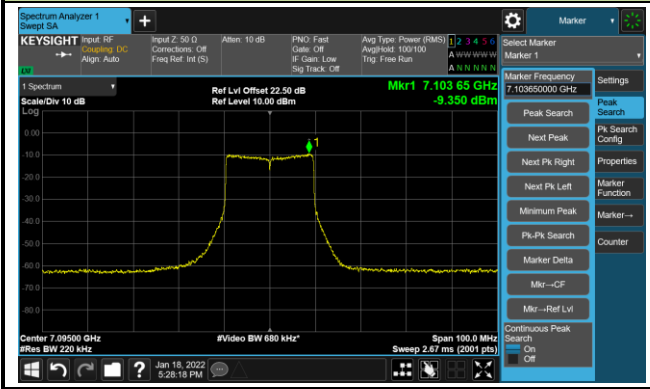 Spectrum Analyzer 1
Swept SA
Marker
KEYSIGHT
Input: RF
Coupling: DC
Align: Auto
Input Z: 50 Ω
Corrections: Off
Freq Ref: Int (S)
Atten: 10 dB
PNO: Fast
Gate: Off
IF Gain: Low
Sig Track: Off
Avg Type: Power (RMS)
Avg|Hold: 100/100
Trig: Free Run
1 2 3 4 5 6
A W W W W W
A N N N N N
LXI
Select Marker
Marker 1
1 Spectrum
Scale/Div 10 dB
Log
Ref Lvl Offset 22.50 dB
Ref Level 10.00 dBm
Mkr1 7.103 65 GHz
-9.350 dBm
1
0.00
-10.0
-20.0
-30.0
-40.0
-50.0
-60.0
-70.0
-80.0
Center 7.09500 GHz
#Res BW 220 kHz
#Video BW 680 kHz*
Span 100.0 MHz
Sweep 2.67 ms (2001 pts)
Marker Frequency
7.103650000 GHz
Peak Search
Next Peak
Next Pk Right
Next Pk Left
Minimum Peak
Pk-Pk Search
Marker Delta
Mkr→CF
Mkr→Ref Lvl
Continuous Peak
Search
On
Off
Settings
Peak
Search
Pk Search
Config
Properties
Marker
Function
Marker→
Counter
Jan 18, 2022
5:28:18 PM